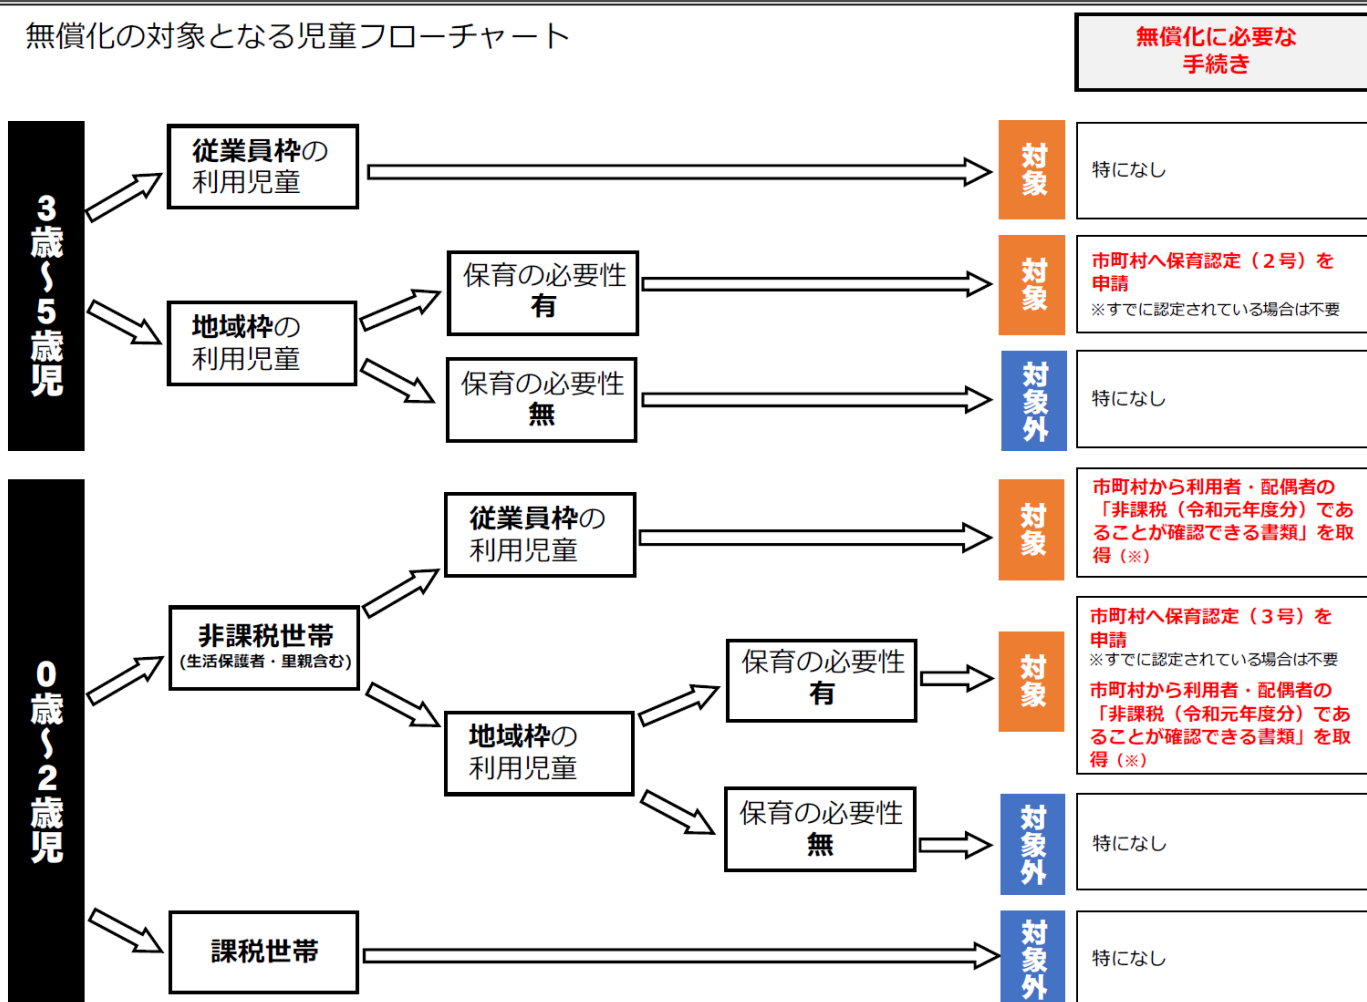 無償化の対象となる児童フローチャート
無償化に必要な
手続き
3歳～5歳児
従業員枠の
利用児童
対象
特になし
地域枠の
利用児童
保育の必要性
有
対象
市町村へ保育認定（２号）を
申請
※すでに認定されている場合は不要
保育の必要性
無
対象外
特になし
0歳～2歳児
非課税世帯
(生活保護者・里親含む)
従業員枠の
利用児童
対象
市町村から利用者・配偶者の
「非課税（令和元年度分）であ
ることが確認できる書類」を取
得（※）
地域枠の
利用児童
保育の必要性
有
対象
市町村へ保育認定（３号）を
申請
※すでに認定されている場合は不要
市町村から利用者・配偶者の
「非課税（令和元年度分）であ
ることが確認できる書類」を取
得（※）
保育の必要性
無
対象外
特になし
課税世帯
対象外
特になし